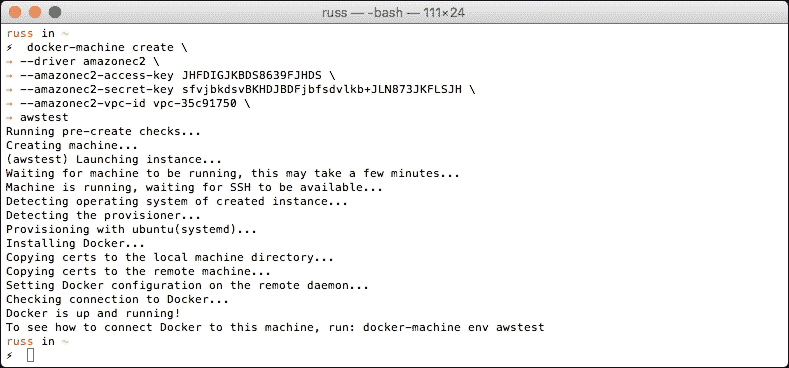 russ — -bash — 111×24
russ in ~
⚡ docker-machine create \
→ --driver amazonec2 \
→ --amazonec2-access-key JHFDIGJKBDS8639FJHDS \
→ --amazonec2-secret-key sfvjbkdsvBKHDJBDFjbfsdvlkb+JLN873JKFLSJH \
→ --amazonec2-vpc-id vpc-35c91750 \
→ awstest
Running pre-create checks...
Creating machine...
(awstest) Launching instance...
Waiting for machine to be running, this may take a few minutes...
Machine is running, waiting for SSH to be available...
Detecting operating system of created instance...
Detecting the provisioner...
Provisioning with ubuntu(systemd)...
Installing Docker...
Copying certs to the local machine directory...
Copying certs to the remote machine...
Setting Docker configuration on the remote daemon...
Checking connection to Docker...
Docker is up and running!
To see how to connect Docker to this machine, run: docker-machine env awstest
russ in ~
⚡